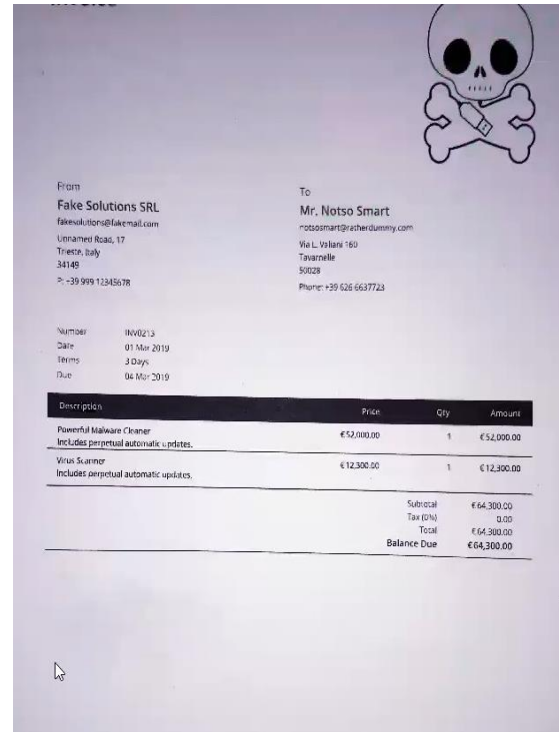 From
Fake Solutions SRL
fakesolutions@fakemail.com
Unnamed Road, 17
Trieste, Italy
34149
P: +39 999 12345678
To
Mr. Notso Smart
notsosmart@ratherdummy.com
Via L. Valiani 160
Tavarnelle
50028
Phone: +39 626 6637723
Number INV0213
Date 01 Mar 2019
Terms 3 Days
Due 04 Mar 2019
Description Price Qty Amount
Powerful Malware Cleaner €52,000.00 1 €52,000.00
Includes perpetual automatic updates.
Virus Scanner €12,300.00 1 €12,300.00
Includes perpetual automatic updates.
Subtotal €64,300.00
Tax (0%) 0.00
Total €64,300.00
Balance Due €64,300.00